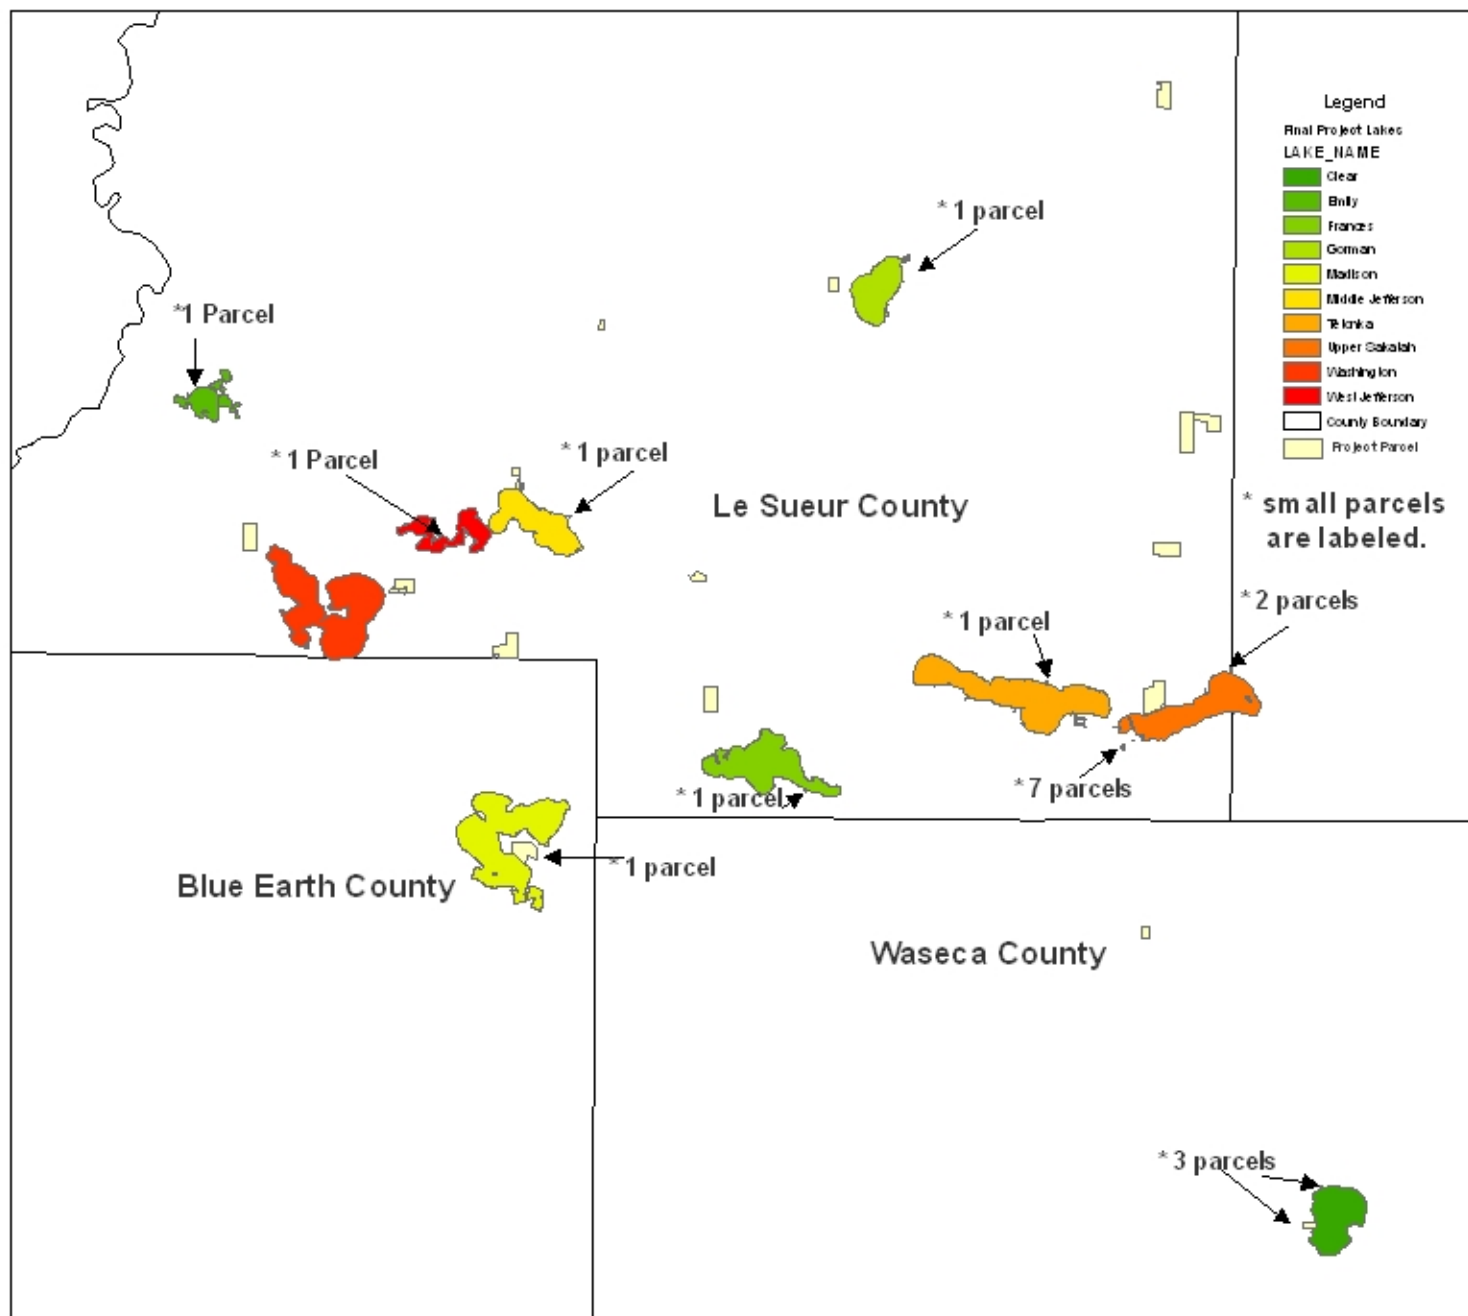 Legend
Final Project Lakes
LAKE_NAME
Clear
Emily
Frances
Gorman
Madison
Middle Jefferson
Tetonka
Upper Sakatah
Washington
West Jefferson
County Boundary
Project Parcel
* small parcels
are labeled.
* 1 parcel
*1 Parcel
* 1 Parcel
* 1 parcel
Le Sueur County
* 2 parcels
* 1 parcel
* 7 parcels
* 1 parcel
* 1 parcel
Blue Earth County
Waseca County
* 3 parcels